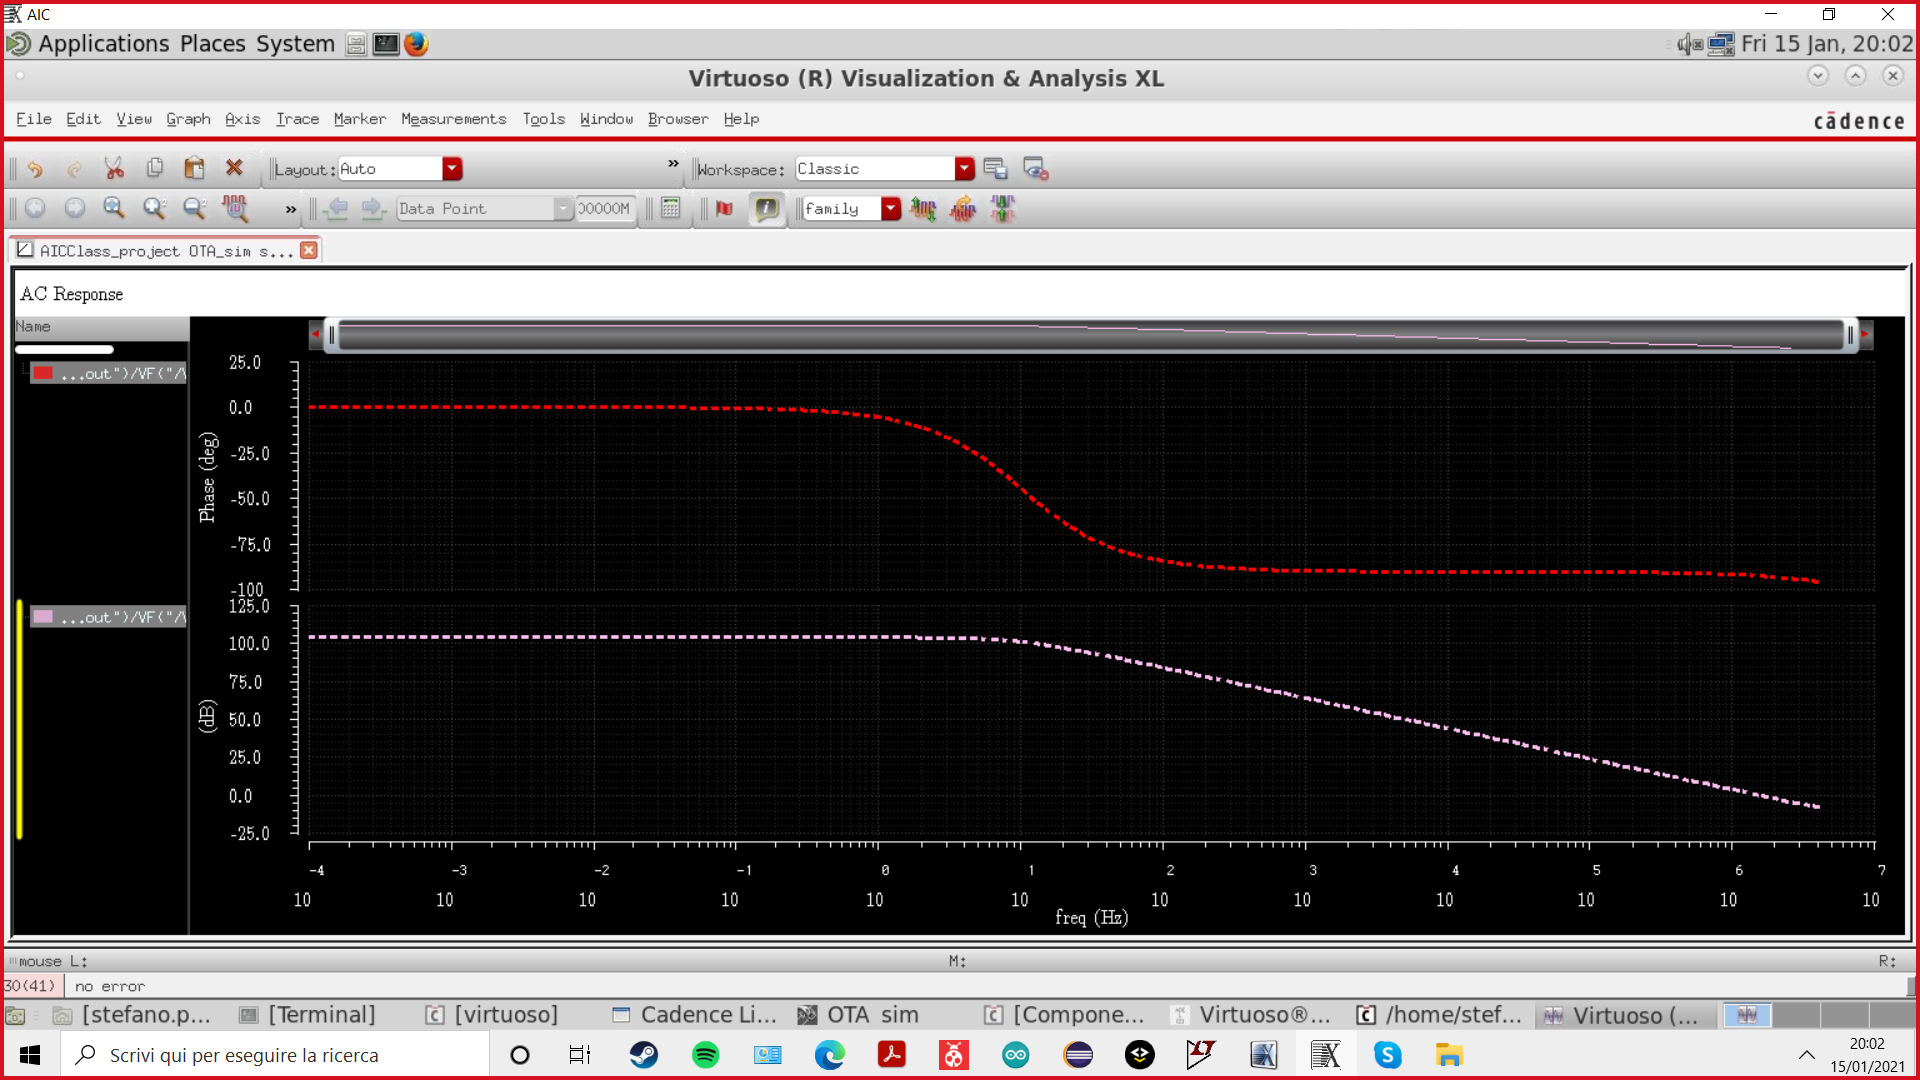 AIC
Applications Places System
Fri 15 Jan, 20:02
Virtuoso (R) Visualization & Analysis XL
File Edit View Graph Axis Trace Marker Measurements Tools Window Browser Help
cādence
Layout: Auto
» Workspace: Classic
» Data Point 00000M family
AICClass_project OTA_sim s...
AC Response
Name
...out")/VF("/V
25.0
0.0
-25.0
-50.0
-75.0
-100
Phase (deg)
...out")/VF("/V
125.0
100.0
75.0
50.0
25.0
0.0
-25.0
(dB)
-4 -3 -2 -1 0 1 2 3 4 5 6 7
10 10 10 10 10 10 10 10 10 10 10 10
freq (Hz)
mouse L: M: R:
30(41) no error
[stefano.p... [Terminal] [virtuoso] Cadence Li... OTA sim [Compone... Virtuoso®... /home/stef... Virtuoso (...
Scrivi qui per eseguire la ricerca
20:02
15/01/2021